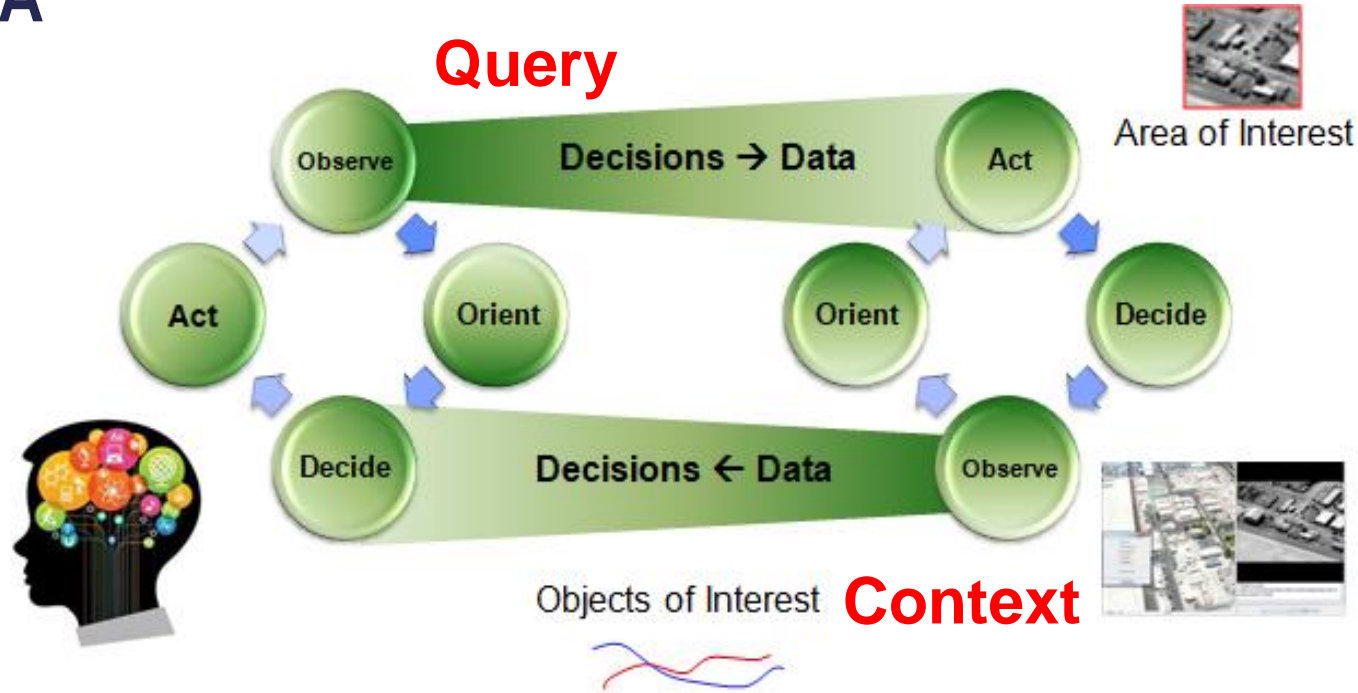 A
Query
Area of Interest
Observe
Decisions → Data
Act
Act
Orient
Orient
Decide
Decide
Decisions ← Data
Observe
Objects of Interest
Context